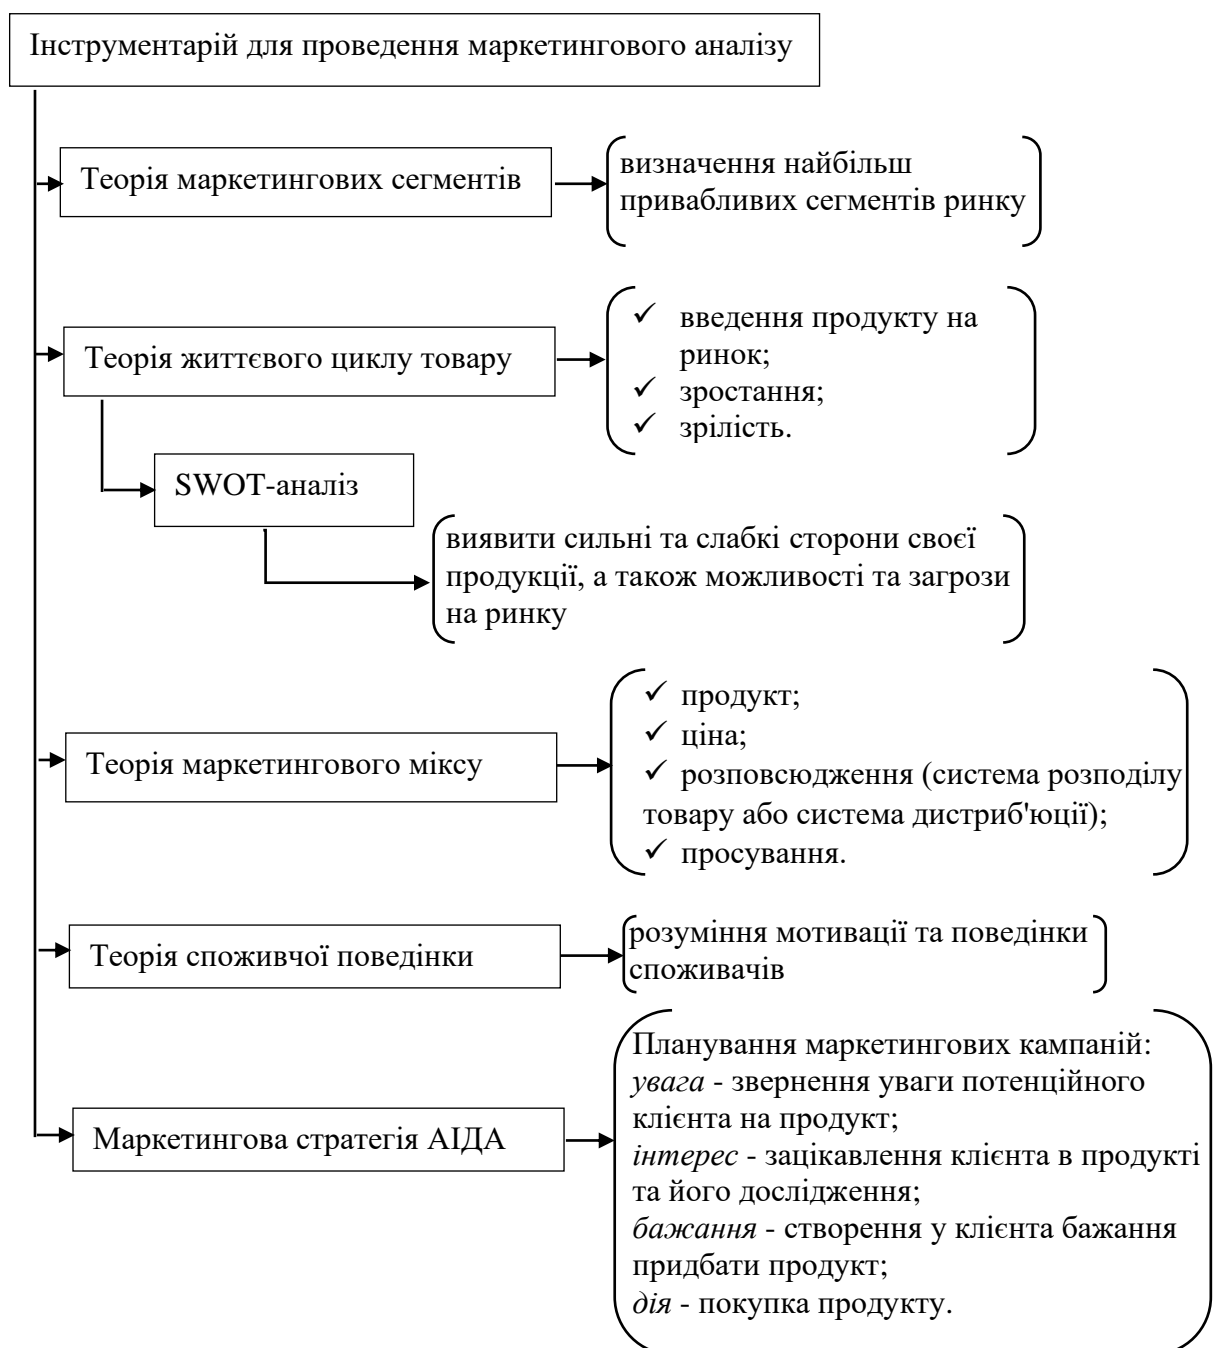 Інструментарій для проведення маркетингового аналізу
Теорія маркетингових сегментів
визначення найбільш
привабливих сегментів ринку
Теорія життєвого циклу товару
✓ введення продукту на
ринок;
✓ зростання;
✓ зрілість.
SWOT-аналіз
виявити сильні та слабкі сторони своєї
продукції, а також можливості та загрози
на ринку
Теорія маркетингового міксу
✓ продукт;
✓ ціна;
✓ розповсюдження (система розподілу
товару або система дистриб'юції);
✓ просування.
Теорія споживчої поведінки
розуміння мотивації та поведінки
споживачів
Маркетингова стратегія АІДА
Планування маркетингових кампаній:
увага - звернення уваги потенційного
клієнта на продукт;
інтерес - зацікавлення клієнта в продукті
та його дослідження;
бажання - створення у клієнта бажання
придбати продукт;
дія - покупка продукту.